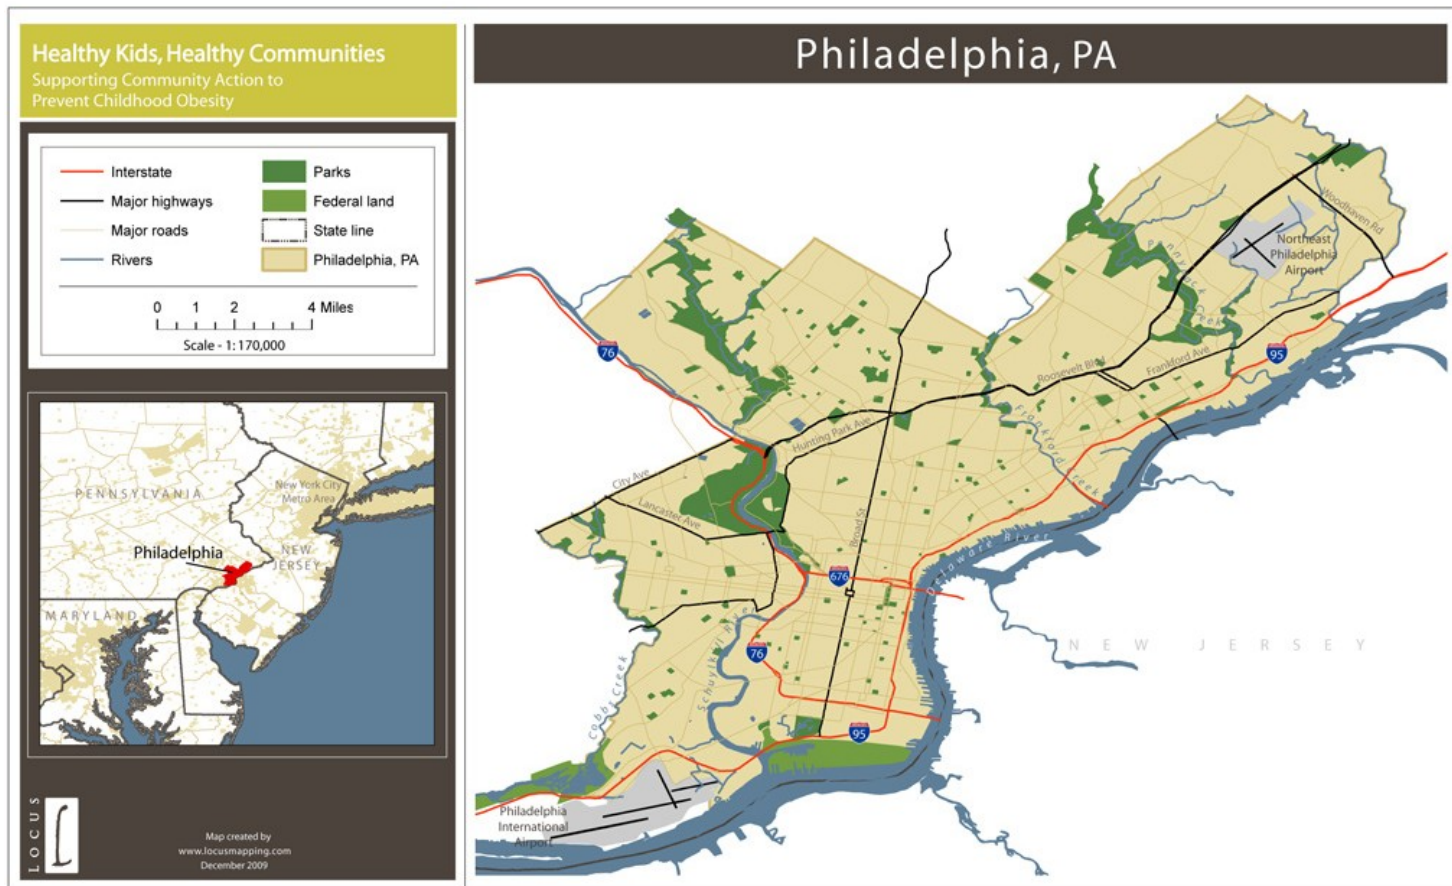 Healthy Kids, Healthy Communities
Supporting Community Action to
Prevent Childhood Obesity
Interstate
Major highways
Major roads
Rivers
Parks
Federal land
State line
Philadelphia, PA
0 1 2 4 Miles
Scale - 1:170,000
PENNSYLVANIA
New York City
Metro Area
Philadelphia
NEW
JERSEY
MARYLAND
LOCUS
Map created by
www.locusmapping.com
December 2009
Philadelphia, PA
Woodhaven Rd
Northeast
Philadelphia
Airport
Pennypack Creek
76
95
Roosevelt Blvd
Frankford Ave
Hunting Park Ave
Frankford Creek
City Ave
Lancaster Ave
Broad St
Delaware River
676
NEW JERSEY
76
Schuylkill River
Cobbs Creek
95
Philadelphia
International
Airport